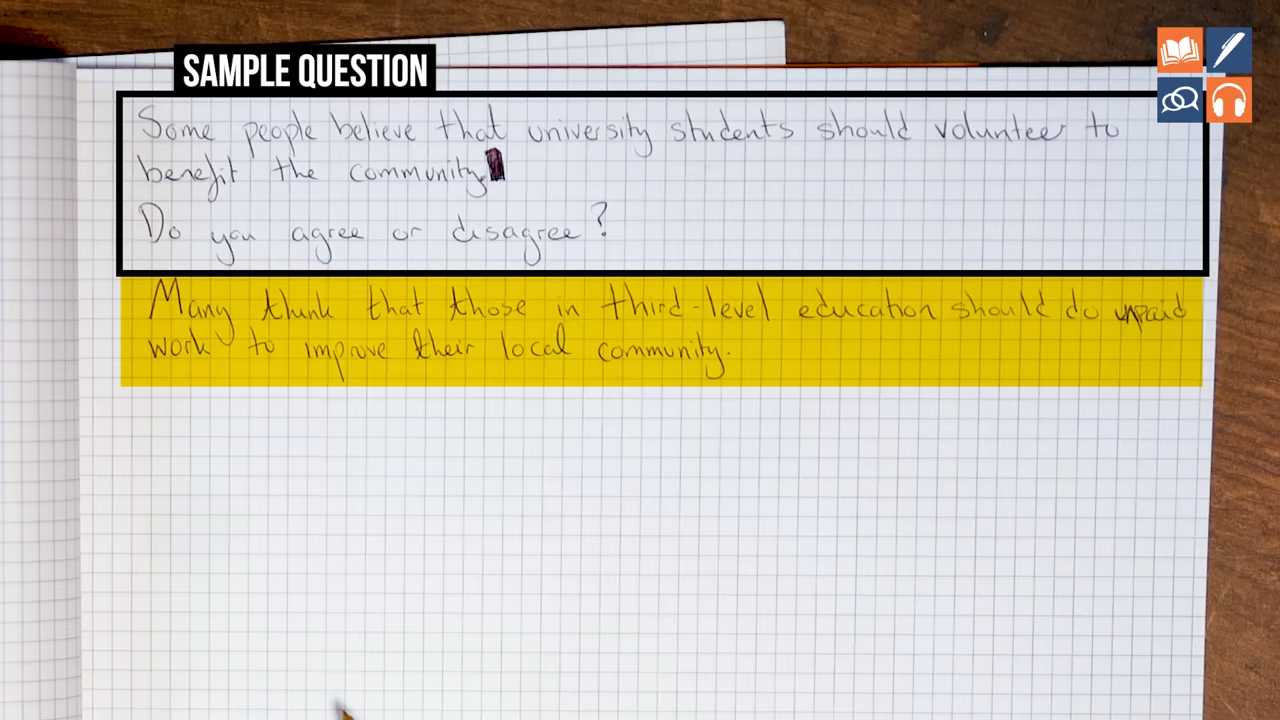 SAMPLE QUESTION
Some people believe that university students should volunteer to
benefit the community.
Do you agree or disagree?
Many think that those in third-level education should do unpaid
work to improve their local community.